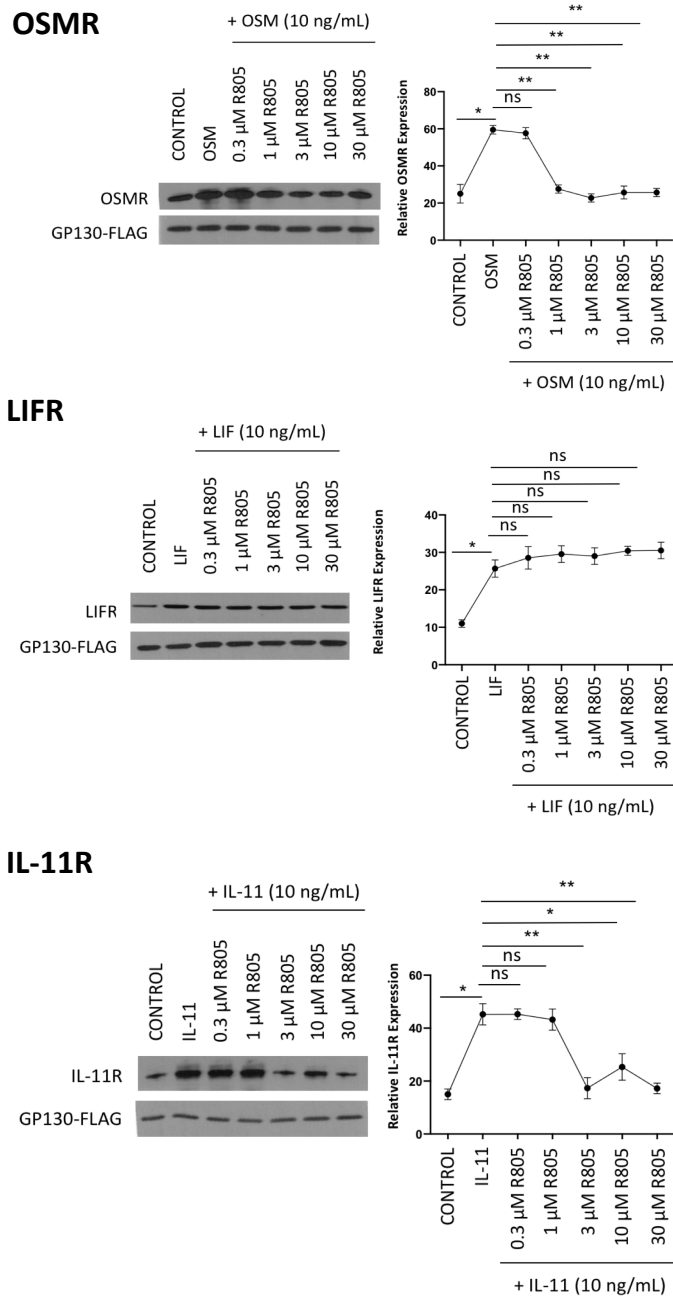 OSMR
+ OSM (10 ng/mL)
CONTROL
OSM
0.3 µM R805
1 µM R805
3 µM R805
10 µM R805
30 µM R805
OSMR
GP130-FLAG
**
**
**
**
ns
*
Relative OSMR Expression
80
60
40
20
0
CONTROL
OSM
0.3 µM R805
1 µM R805
3 µM R805
10 µM R805
30 µM R805
+ OSM (10 ng/mL)
LIFR
+ LIF (10 ng/mL)
CONTROL
LIF
0.3 µM R805
1 µM R805
3 µM R805
10 µM R805
30 µM R805
LIFR
GP130-FLAG
ns
ns
ns
ns
ns
*
Relative LIFR Expression
40
30
20
10
0
CONTROL
LIF
0.3 µM R805
1 µM R805
3 µM R805
10 µM R805
30 µM R805
+ LIF (10 ng/mL)
IL-11R
+ IL-11 (10 ng/mL)
CONTROL
IL-11
0.3 µM R805
1 µM R805
3 µM R805
10 µM R805
30 µM R805
IL-11R
GP130-FLAG
**
*
**
ns
ns
*
Relative IL-11R Expression
60
40
20
0
CONTROL
IL-11
0.3 µM R805
1 µM R805
3 µM R805
10 µM R805
30 µM R805
+ IL-11 (10 ng/mL)